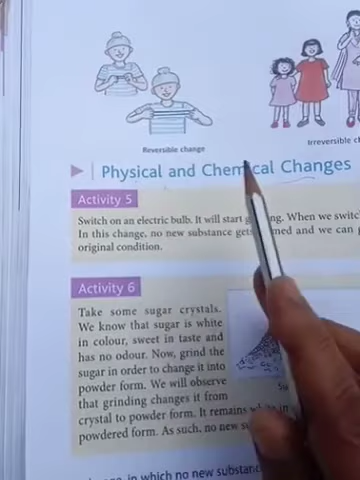 Reversible change
Irreversible
Physical and Chemical Changes
Activity 5
Switch on an electric bulb. It will start When we
In this change, no new substance gets and we can
original condition.
Activity 6
Take some sugar crystals.
We know that sugar is white
in colour, sweet in taste and
has no odour. Now, grind the
sugar in order to change it into
powder form. We will observe
that grinding changes it from
crystal to powder form. It remains in
powdered form. As such, no new
in which no new